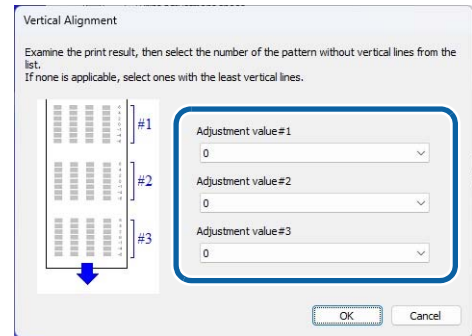 Vertical Alignment
Examine the print result, then select the number of the pattern without vertical lines from the
list.
If none is applicable, select ones with the least vertical lines.
#1
#2
#3
Adjustment value#1
0
Adjustment value#2
0
Adjustment value#3
0
OK
Cancel